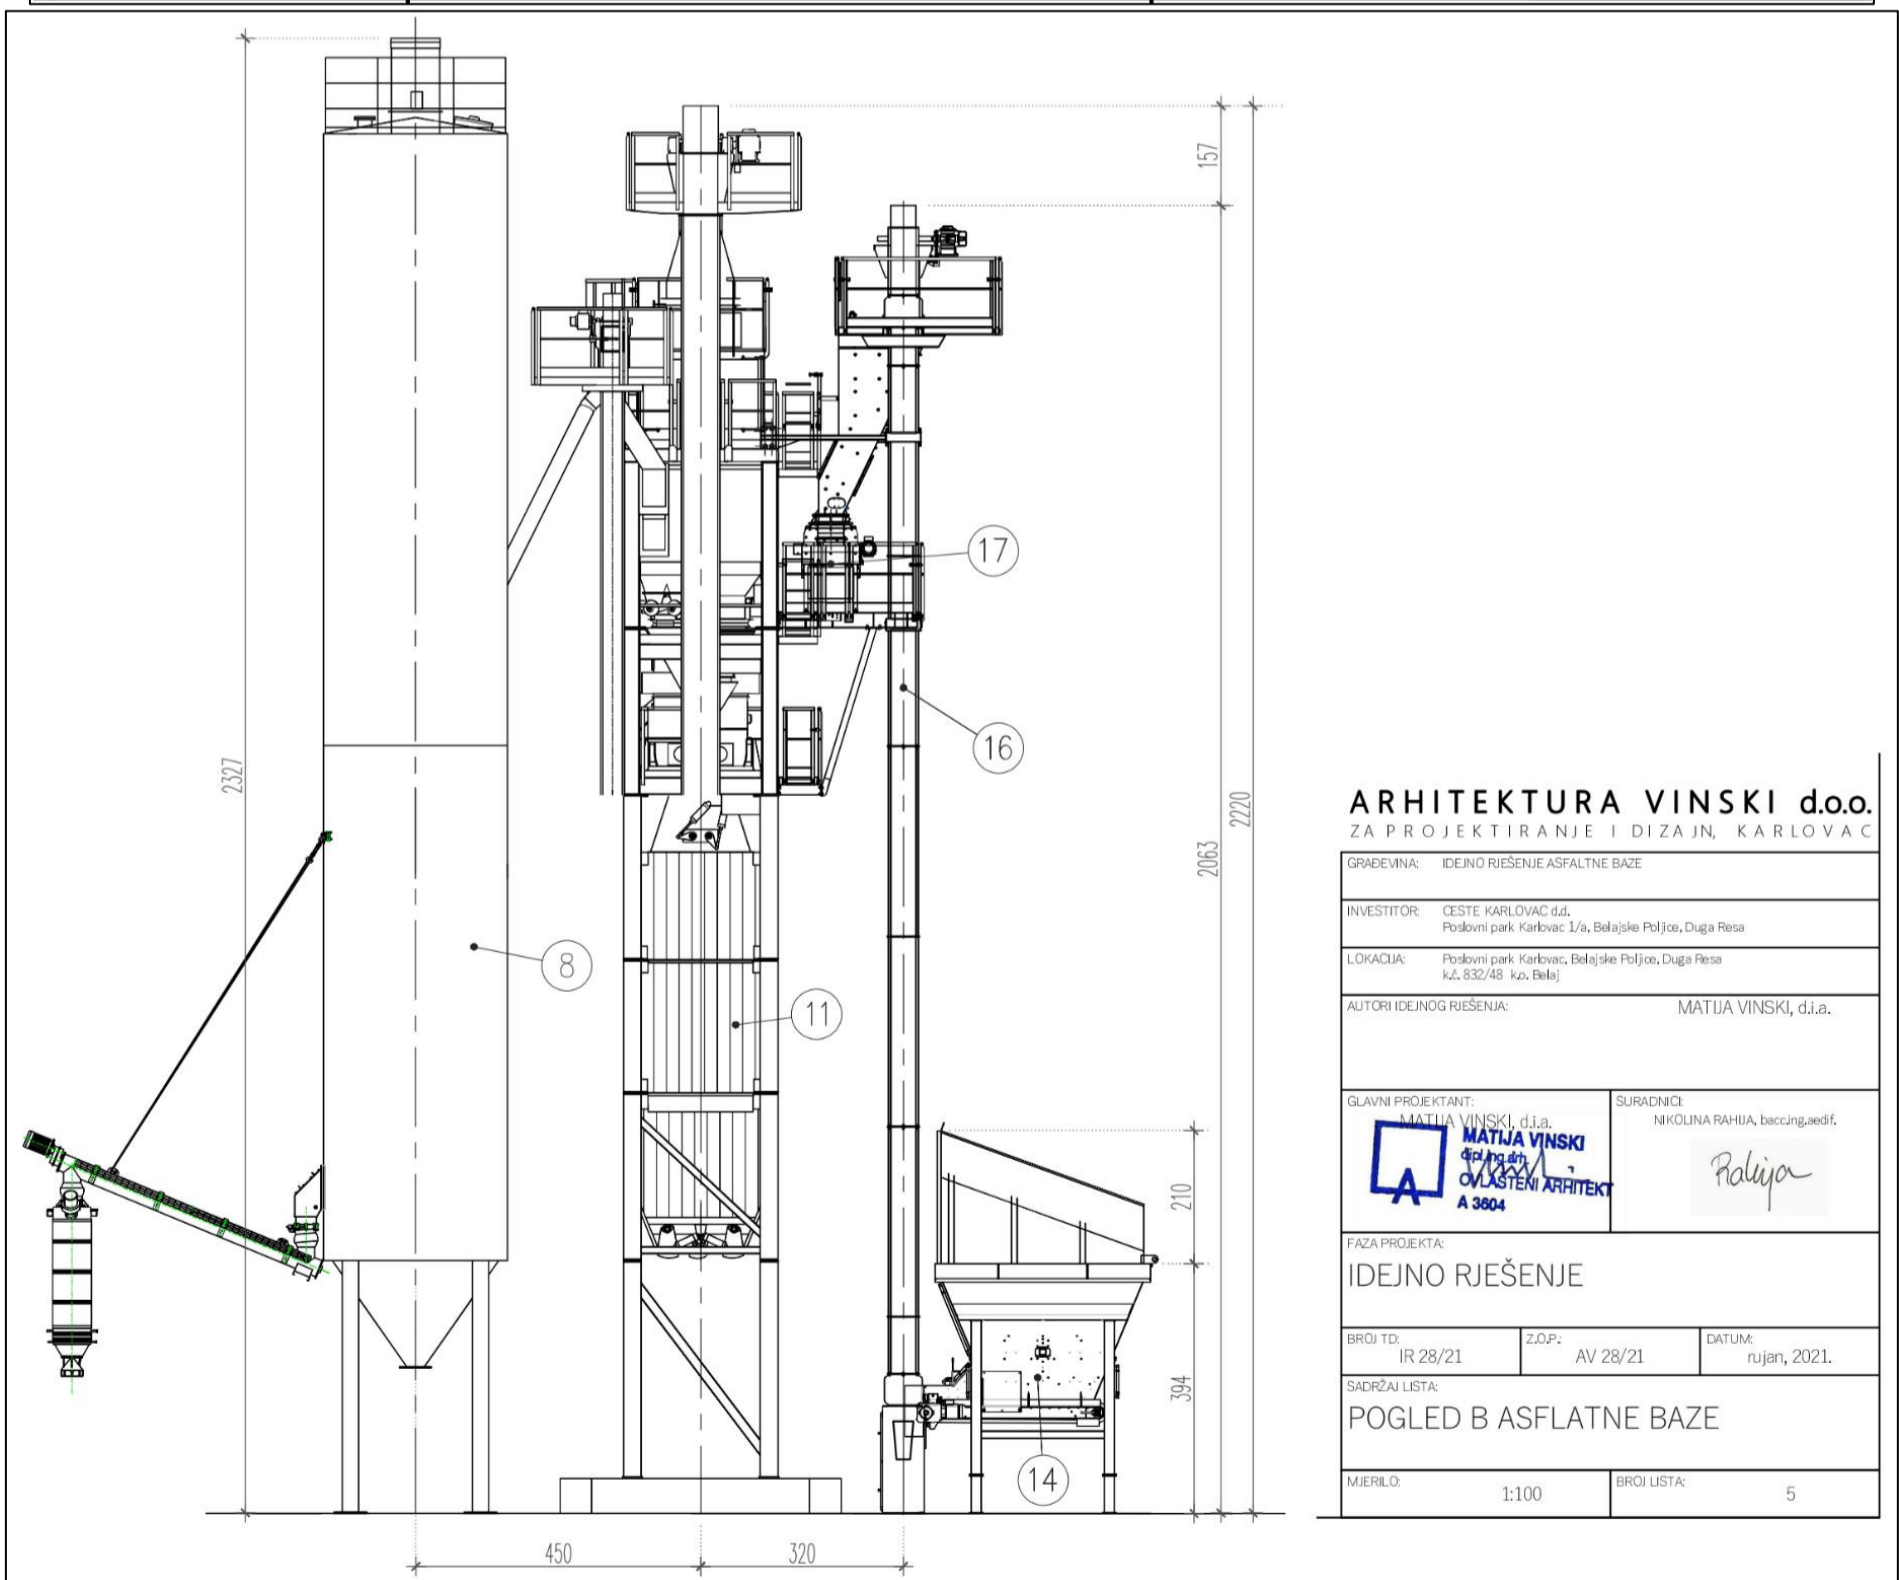 157
17
16
2327
2220
2063
8
11
210
394
14
450
320
ARHITEKTURA VINSKI d.o.o.
ZA PROJEKTIRANJE I DIZAJN, KARLOVAC
GRAĐEVINA: IDEJNO RJEŠENJE ASFALTNE BAZE
INVESTITOR: CESTE KARLOVAC d.d.
Poslovni park Karlovac 1/a, Belajske Poljice, Duga Resa
LOKACIJA: Poslovni park Karlovac, Belajske Poljice, Duga Resa
k.č. 832/48 k.o. Belaj
AUTORI IDEJNOG RJEŠENJA: MATIJA VINSKI, d.i.a.
GLAVNI PROJEKTANT:
MATIJA VINSKI, d.i.a.
MATIJA VINSKI
dipl.ing.arh.
OVLAŠTENI ARHITEKT
A 3604
A
SURADNICI:
NIKOLINA RAHIJA, bacc.ing.aedif.
Rahija
FAZA PROJEKTA:
IDEJNO RJEŠENJE
BROJ TD: Z.O.P.: DATUM:
IR 28/21 AV 28/21 rujan, 2021.
SADRŽAJ LISTA:
POGLED B ASFLATNE BAZE
MJERILO: 1:100 BROJ LISTA: 5